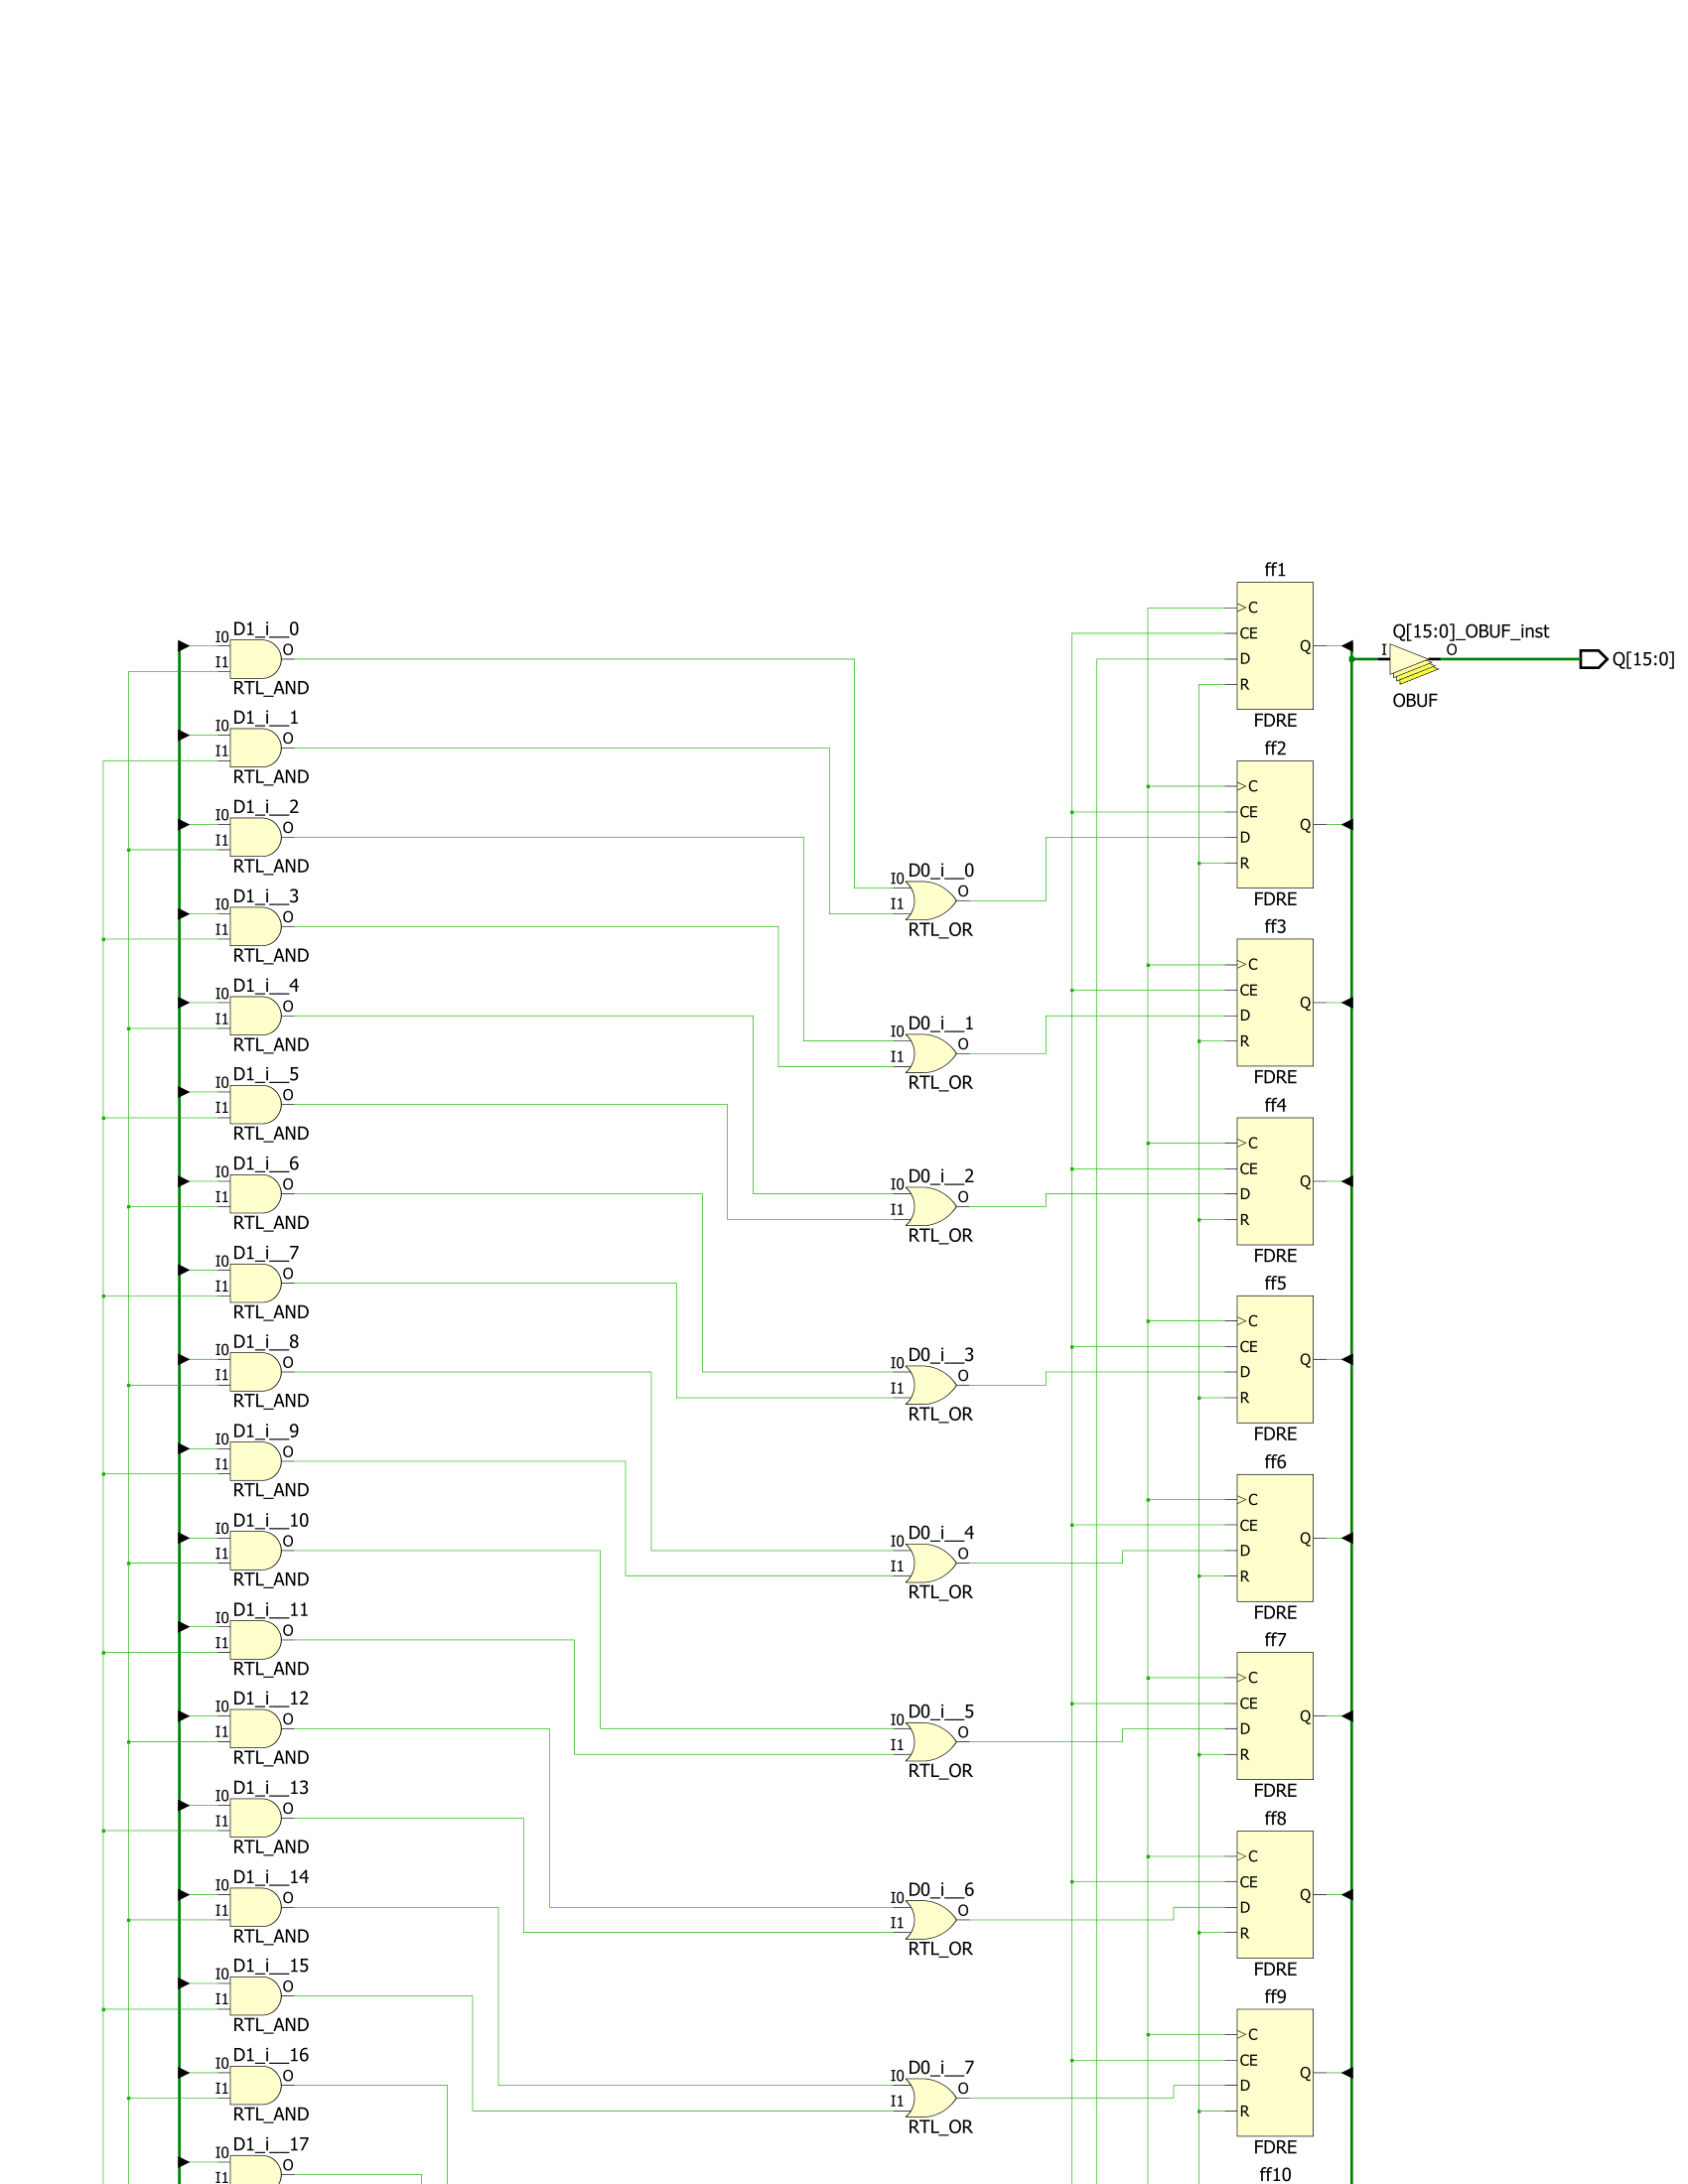 D1_i__0
I0
O
I1
RTL_AND
D1_i__1
I0
O
I1
RTL_AND
D1_i__2
I0
O
I1
RTL_AND
D1_i__3
I0
O
I1
RTL_AND
D1_i__4
I0
O
I1
RTL_AND
D1_i__5
I0
O
I1
RTL_AND
D1_i__6
I0
O
I1
RTL_AND
D1_i__7
I0
O
I1
RTL_AND
D1_i__8
I0
O
I1
RTL_AND
D1_i__9
I0
O
I1
RTL_AND
D1_i__10
I0
O
I1
RTL_AND
D1_i__11
I0
O
I1
RTL_AND
D1_i__12
I0
O
I1
RTL_AND
D1_i__13
I0
O
I1
RTL_AND
D1_i__14
I0
O
I1
RTL_AND
D1_i__15
I0
O
I1
RTL_AND
D1_i__16
I0
O
I1
RTL_AND
D1_i__17
I0
O
I1
D0_i__0
I0
O
I1
RTL_OR
D0_i__1
I0
O
I1
RTL_OR
D0_i__2
I0
O
I1
RTL_OR
D0_i__3
I0
O
I1
RTL_OR
D0_i__4
I0
O
I1
RTL_OR
D0_i__5
I0
O
I1
RTL_OR
D0_i__6
I0
O
I1
RTL_OR
D0_i__7
I0
O
I1
RTL_OR
ff1
C
CE
Q
D
R
FDRE
ff2
C
CE
Q
D
R
FDRE
ff3
C
CE
Q
D
R
FDRE
ff4
C
CE
Q
D
R
FDRE
ff5
C
CE
Q
D
R
FDRE
ff6
C
CE
Q
D
R
FDRE
ff7
C
CE
Q
D
R
FDRE
ff8
C
CE
Q
D
R
FDRE
ff9
C
CE
Q
D
R
FDRE
ff10
Q[15:0]_OBUF_inst
I
O
Q[15:0]
OBUF